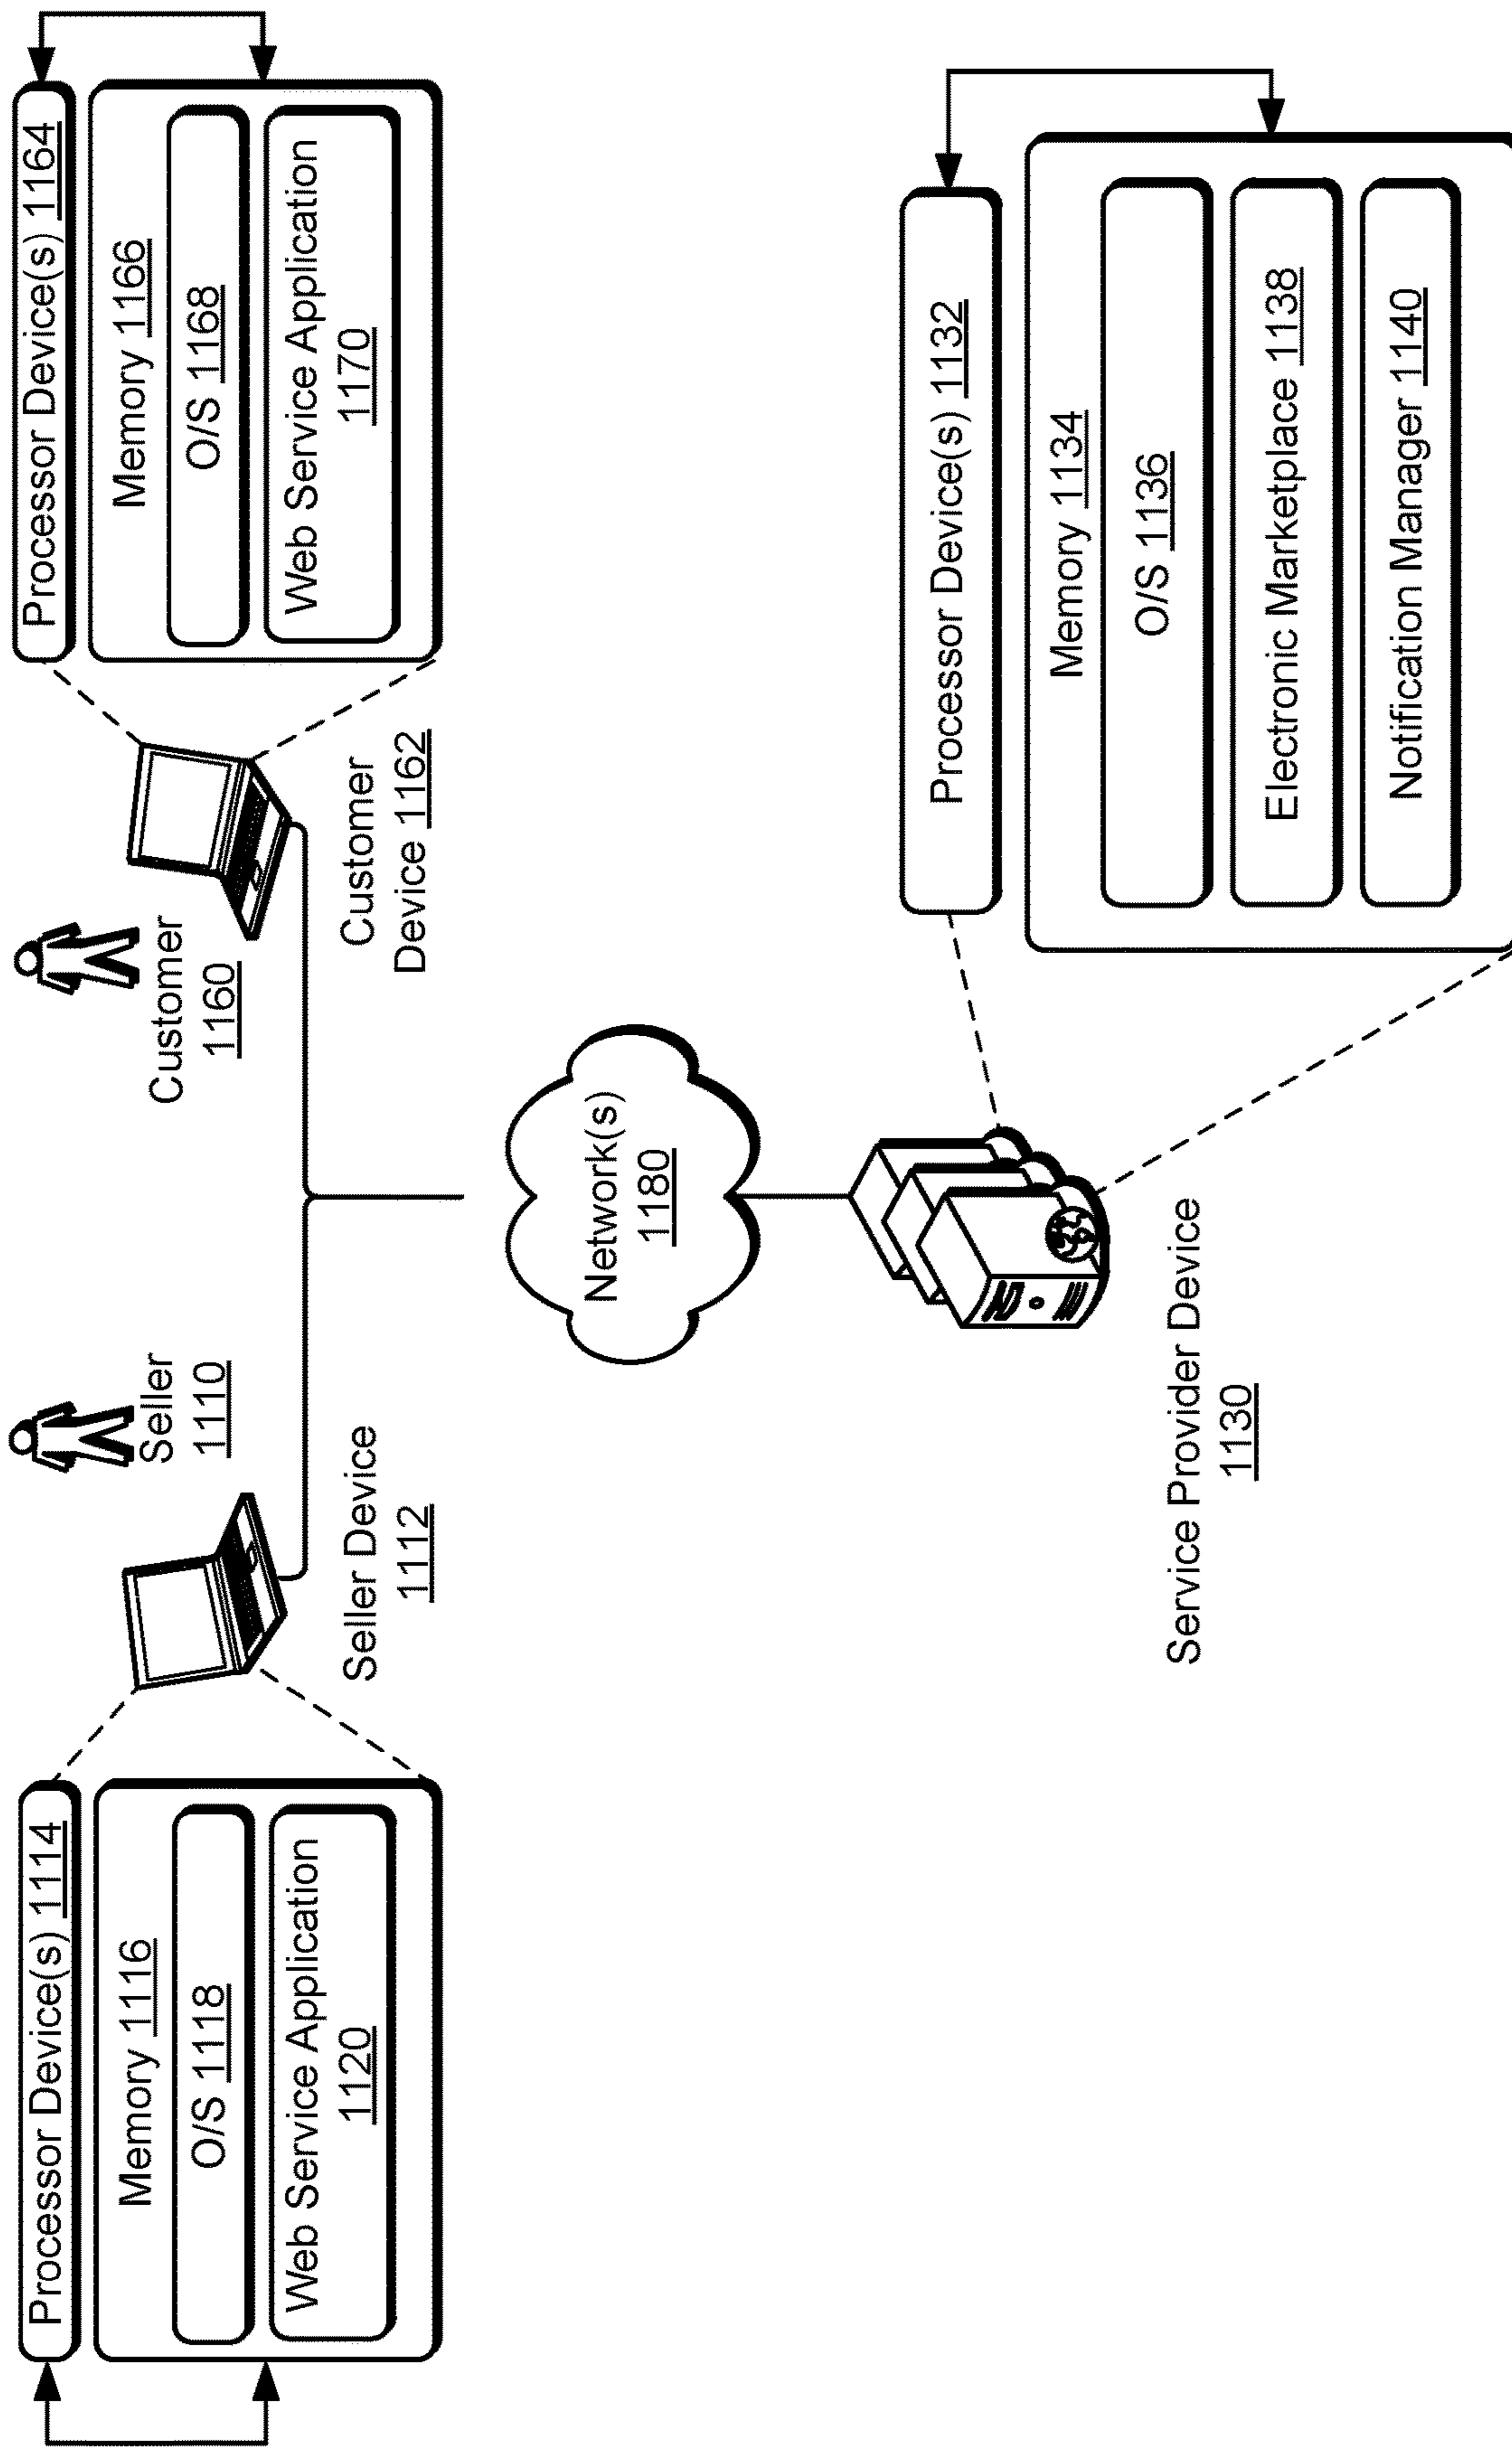 Processor Device(s) 1114
Memory 1116
O/S 1118
Web Service Application
1120
Seller
1110
Seller Device
1112
Customer
1160
Customer
Device 1162
Processor Device(s) 1164
Memory 1166
O/S 1168
Web Service Application
1170
Network(s)
1180
Service Provider Device
1130
Processor Device(s) 1132
Memory 1134
O/S 1136
Electronic Marketplace 1138
Notification Manager 1140